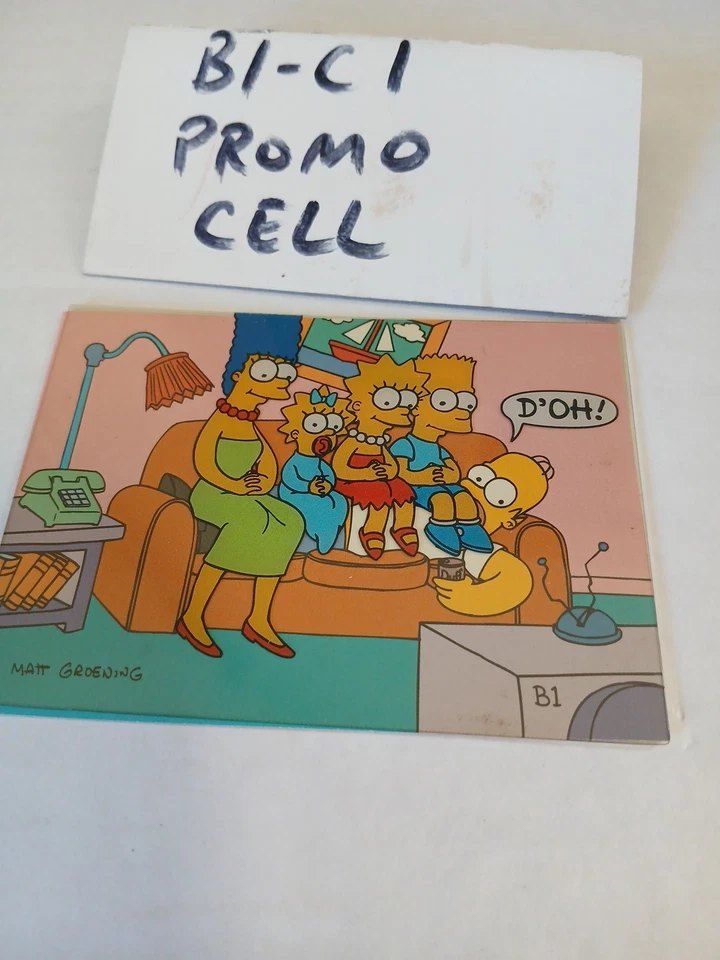 B1-C1
PROMO
CELL
D'OH!
MATT GROENING
B1